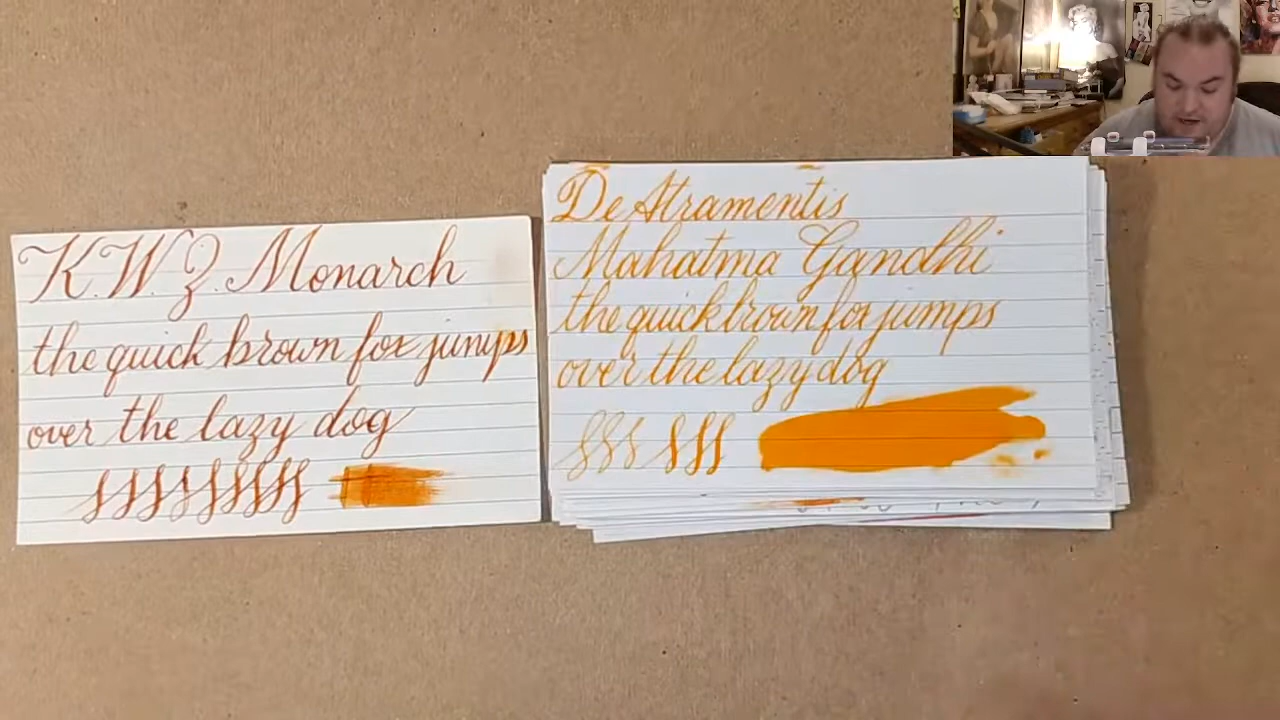 K.W.Z. Monarch
the quick brown fox jumps
over the lazy dog
De Atramentis
Mahatma Gandhi
the quick brown fox jumps
over the lazy dog